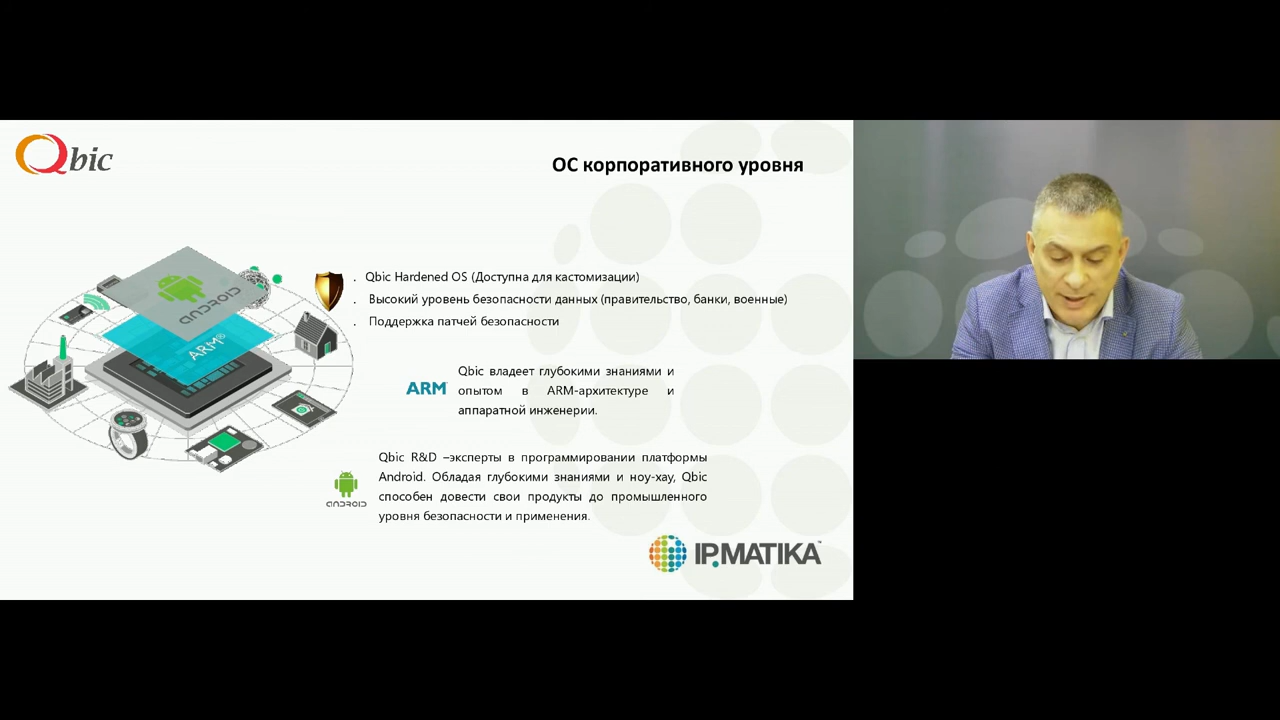 Qbic
ОС корпоративного уровня
ANDROID
ARM®
. Qbic Hardened OS (Доступна для кастомизации)
. Высокий уровень безопасности данных (правительство, банки, военные)
. Поддержка патчей безопасности
ARM
Qbic владеет глубокими знаниями и
опытом в ARM-архитектуре и
аппаратной инженерии.
Qbic R&D –эксперты в программировании платформы
Android. Обладая глубокими знаниями и ноу-хау, Qbic
способен довести свои продукты до промышленного
уровня безопасности и применения.
ANDROID
IPMATIKA™